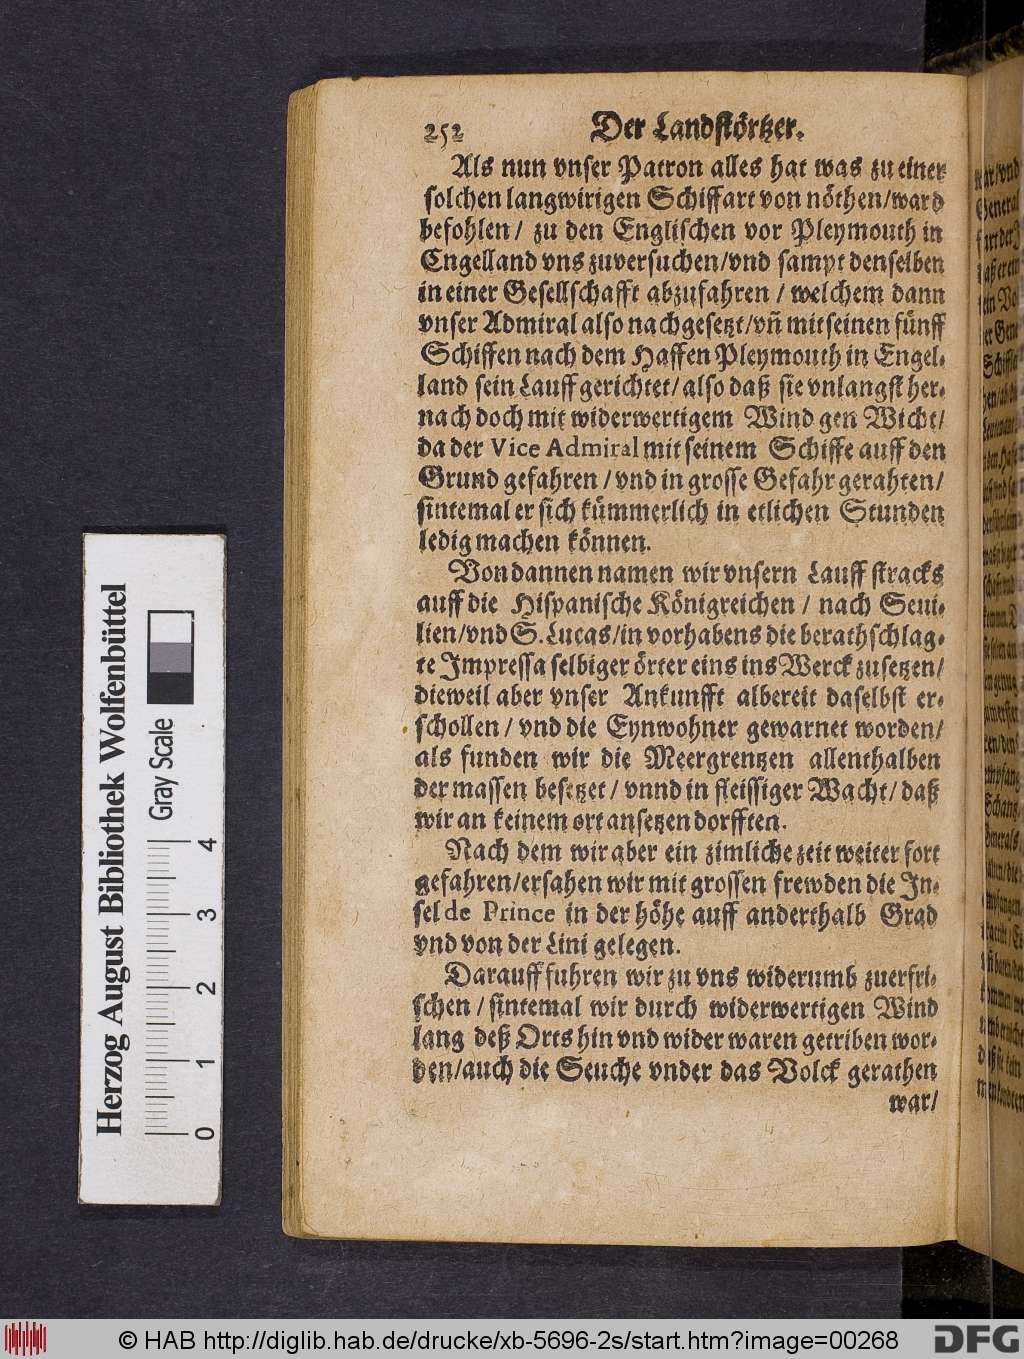 252 Der Landstörtzer.
Als nun vnser Patron alles hat was zu einer
solchen langwirigen Schiffart von nöthen/ward
befohlen/ zu den Englischen vor Pleymouth in
Engelland vns zuversuchen/vnd sampt denselben
in einer Gesellschafft abzufahren / welchem dann
vnser Admiral also nachgesetzt/vñ mit seinen fünff
Schiffen nach dem Haffen Pleymouth in Engel-
land sein Lauff gerichtet/also daß sie vnlangst her-
nach doch mit widerwertigem Wind gen Wicht/
da der Vice Admiral mit seinem Schiffe auff den
Grund gefahren / vnd in grosse Gefahr gerahten/
sintemal er sich kümmerlich in etlichen Stunden
ledig machen können.
Von dannen namen wir vnsern Lauff stracks
auff die Hispanische Königreichen / nach Sevi-
lien/vnd S. Lucas/in vorhabens die berathschlag-
te Impressa selbiger örter eins ins Werck zusetzen/
dieweil aber vnser Ankunfft albereit daselbst er-
schollen / vnd die Eynwohner gewarnet worden/
als funden wir die Meergrentzen allenthalben
der massen besetzet / vnnd in fleissiger Wacht/ daß
wir an keinem ort ansetzen dorfften.
Nach dem wir aber ein zimliche zeit weiter fort
gefahren/ersahen wir mit grossen frewden die In-
sel de Prince in der höhe auff anderthalb Grad
vnd von der Lini gelegen.
Darauff fuhren wir zu vns widerumb zuerfri-
schen / sintemal wir durch widerwertigen Wind
lang deß Orts hin vnd wider waren getriben wor-
den/auch die Seuche vnder das Volck gerathen
war/
Herzog August Bibliothek Wolfenbüttel
Gray Scale
0 1 2 3 4
© HAB http://diglib.hab.de/drucke/xb-5696-2s/start.htm?image=00268
DFG